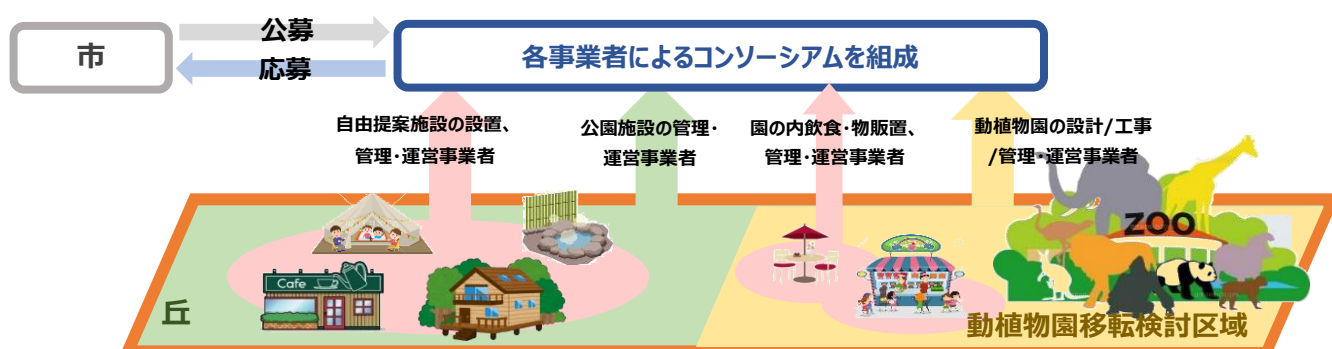 市
公募
応募
各事業者によるコンソーシアムを組成
自由提案施設の設置、
管理・運営事業者
公園施設の管理・
運営事業者
園の内飲食・物販置、
管理・運営事業者
動植物園の設計/工事
/管理・運営事業者
ZOO
Cafe
丘
動植物園移転検討区域